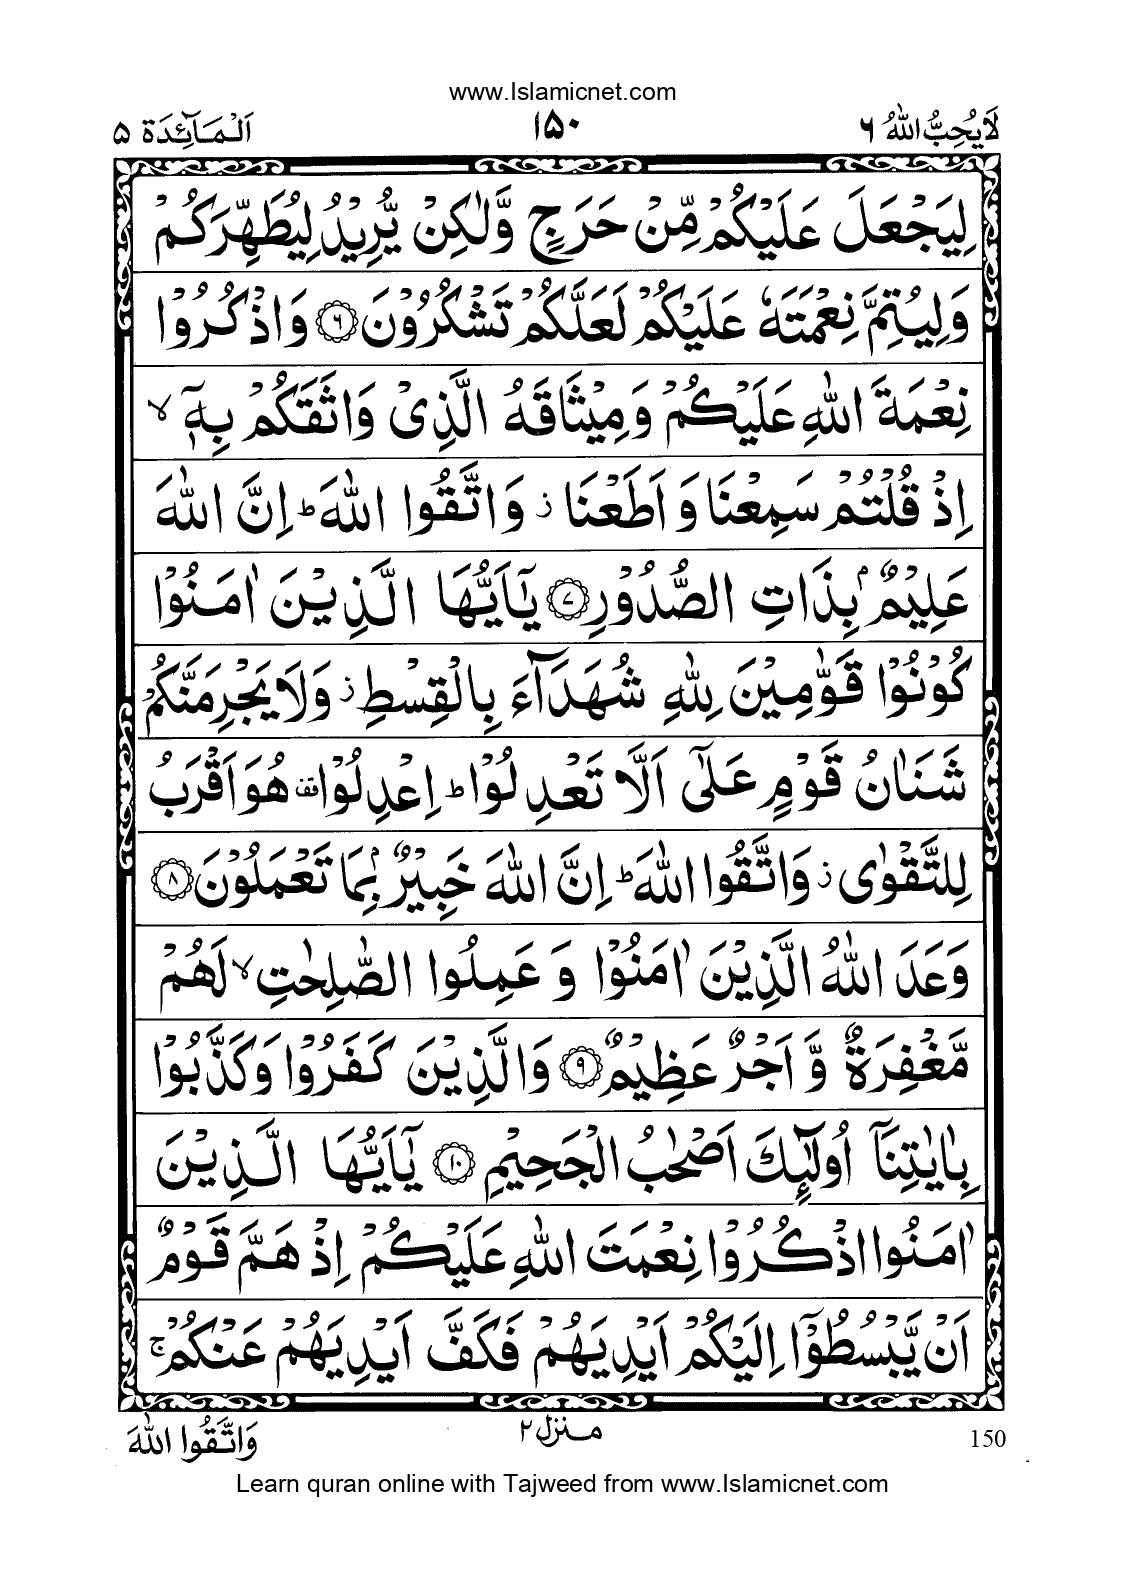 www.Islamicnet.com
لَا يُحِبُّ اللّٰهُ ٦
١٥٠
اَلْمَآئِدَة ٥
لِيَجْعَلَ عَلَيْكُمْ مِّنْ حَرَجٍ وَّلٰكِنْ يُّرِيْدُ لِيُطَهِّرَكُمْ
وَلِيُتِمَّ نِعْمَتَهٗ عَلَيْكُمْ لَعَلَّكُمْ تَشْكُرُوْنَ ﴿٦﴾ وَاذْكُرُوْا
نِعْمَةَ اللّٰهِ عَلَيْكُمْ وَمِيْثَاقَهُ الَّذِىْ وَاثَقَكُمْ بِهٖٓ ۙ
اِذْ قُلْتُمْ سَمِعْنَا وَاَطَعْنَا ز وَاتَّقُوا اللّٰهَ ؕ اِنَّ اللّٰهَ
عَلِيْمٌۢ بِذَاتِ الصُّدُوْرِ ﴿٧﴾ يٰٓاَيُّهَا الَّذِيْنَ اٰمَنُوْا
كُوْنُوْا قَوّٰمِيْنَ لِلّٰهِ شُهَدَآءَ بِالْقِسْطِ ز وَلَا يَجْرِمَنَّكُمْ
شَنَاٰنُ قَوْمٍ عَلٰٓى اَلَّا تَعْدِلُوْا ؕ اِعْدِلُوْا قف هُوَ اَقْرَبُ
لِلتَّقْوٰى ز وَاتَّقُوا اللّٰهَ ؕ اِنَّ اللّٰهَ خَبِيْرٌۢ بِمَا تَعْمَلُوْنَ ﴿٨﴾
وَعَدَ اللّٰهُ الَّذِيْنَ اٰمَنُوْا وَعَمِلُوا الصّٰلِحٰتِ ۙ لَهُمْ
مَّغْفِرَةٌ وَّاَجْرٌ عَظِيْمٌ ﴿٩﴾ وَالَّذِيْنَ كَفَرُوْا وَكَذَّبُوْا
بِاٰيٰتِنَآ اُولٰٓئِكَ اَصْحٰبُ الْجَحِيْمِ ﴿١٠﴾ يٰٓاَيُّهَا الَّذِيْنَ
اٰمَنُوا اذْكُرُوْا نِعْمَتَ اللّٰهِ عَلَيْكُمْ اِذْ هَمَّ قَوْمٌ
اَنْ يَّبْسُطُوْٓا اِلَيْكُمْ اَيْدِيَهُمْ فَكَفَّ اَيْدِيَهُمْ عَنْكُمْ ۚ
150
منزل ٢
وَاتَّقُوا اللّٰهَ
Learn quran online with Tajweed from www.Islamicnet.com